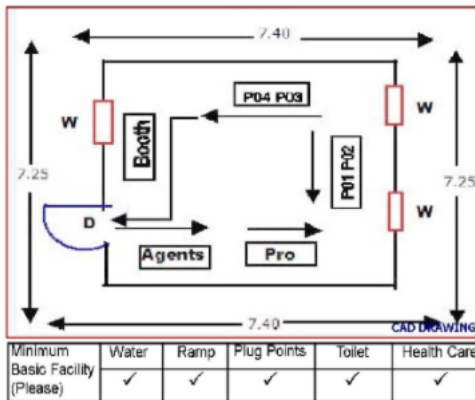 7.40
P04 P03
W
W
Booth
7.25
7.25
P01 P02
D
W
Agents
Pro
7.40
CAD DRAWING
Minimum Basic Facility (Please)
Water
Ramp
Plug Points
Toilet
Health Care
✓ ✓ ✓ ✓ ✓